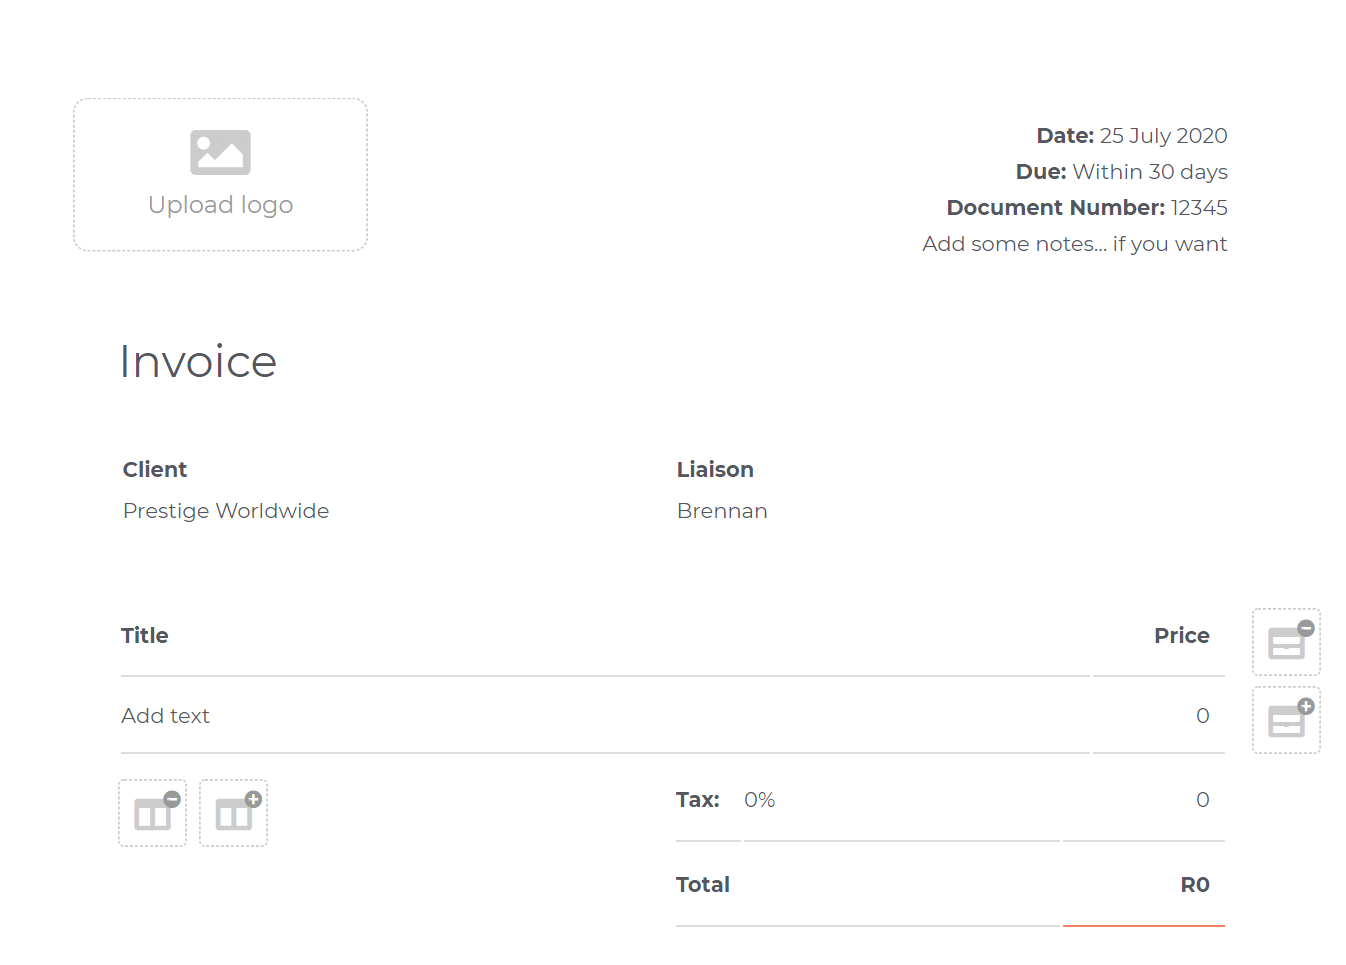 Upload logo
Date: 25 July 2020
Due: Within 30 days
Document Number: 12345
Add some notes... if you want
Invoice
Client
Liaison
Prestige Worldwide
Brennan
Title
Price
Add text
0
Tax: 0% 0
Total R0